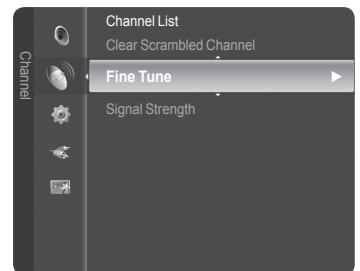 Channel
Channel List
Clear Scrambled Channel
Fine Tune
Signal Strength